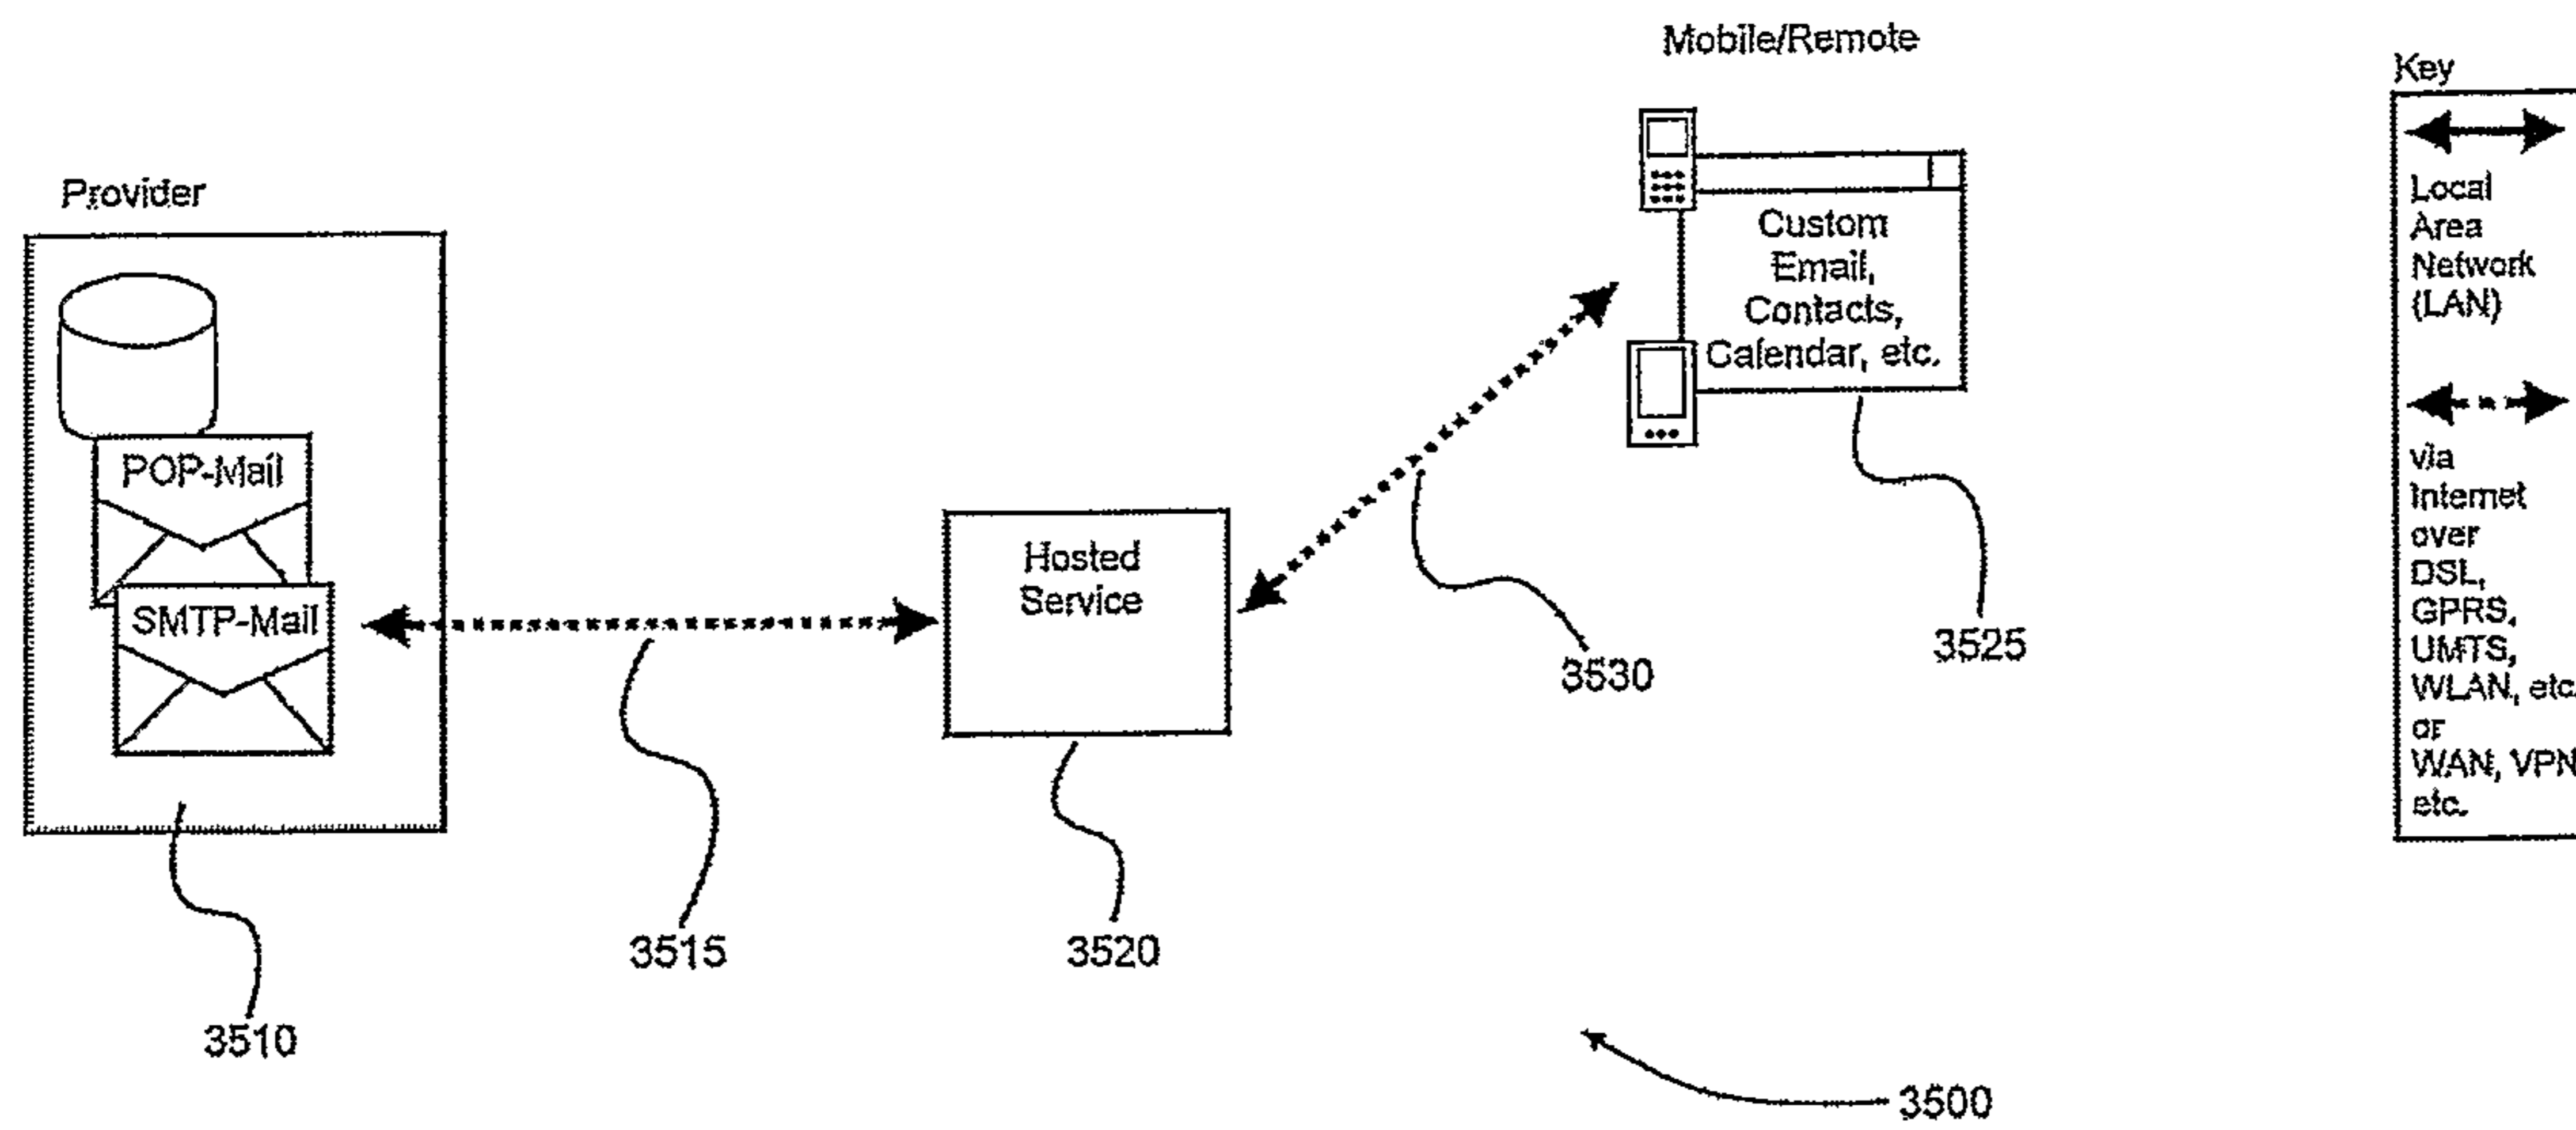 Mobile/Remote
Key
Provider
POP-Mail
SMTP-Mail
Hosted
Service
Custom
Email,
Contacts,
Calendar, etc.
Local
Area
Network
(LAN)
via
Internet
over
DSL,
GPRS,
UMTS,
WLAN, etc.
or
WAN, VPN
etc.
3530
3525
3515
3520
3510
3500